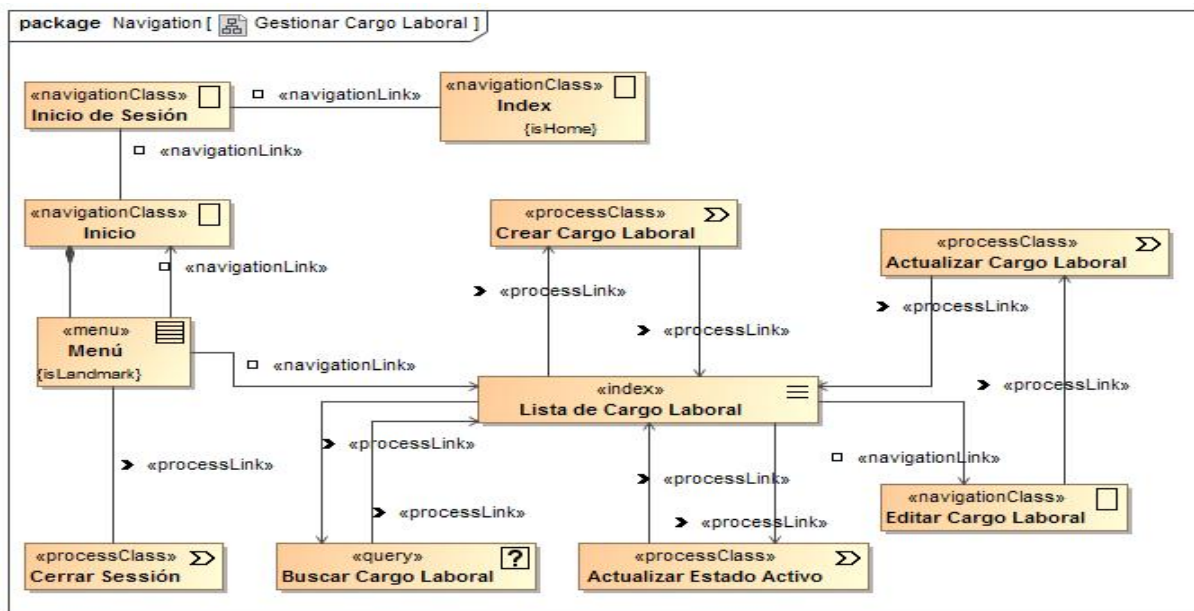 package Navigation [ Gestionar Cargo Laboral ]
«navigationClass»
Inicio de Sesión
«navigationLink»
«navigationClass»
Index
{isHome}
«navigationLink»
«navigationClass»
Inicio
«navigationLink»
«processClass»
Crear Cargo Laboral
«processClass»
Actualizar Cargo Laboral
«processLink»
«processLink»
«processLink»
«processLink»
«menu»
Menú
{isLandmark}
«navigationLink»
«index»
Lista de Cargo Laboral
«processLink»
«processLink»
«processLink»
«processLink»
«processLink»
«navigationLink»
«navigationClass»
Editar Cargo Laboral
«processClass»
Cerrar Sessión
«query»
Buscar Cargo Laboral
?
«processClass»
Actualizar Estado Activo